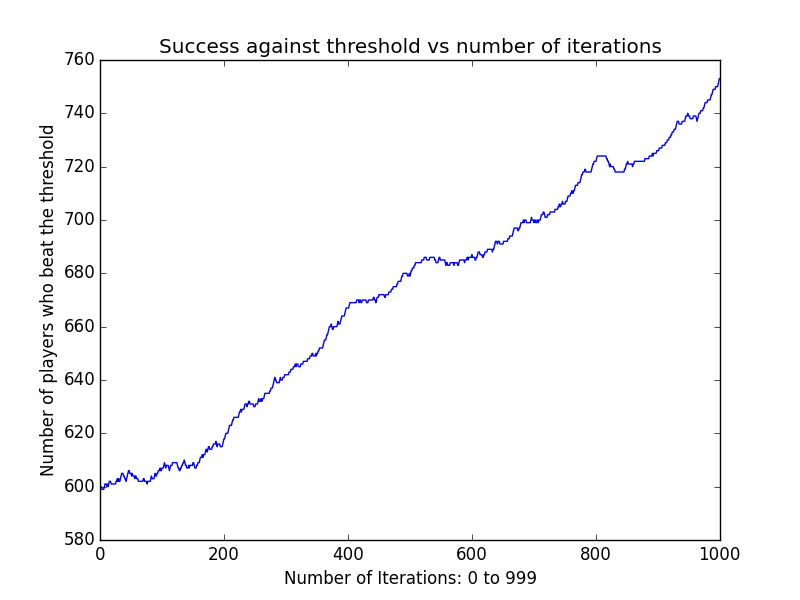 Success against threshold vs number of iterations
760
740
720
700
680
660
640
620
600
580
Number of players who beat the threshold
0 200 400 600 800 1000
Number of Iterations: 0 to 999